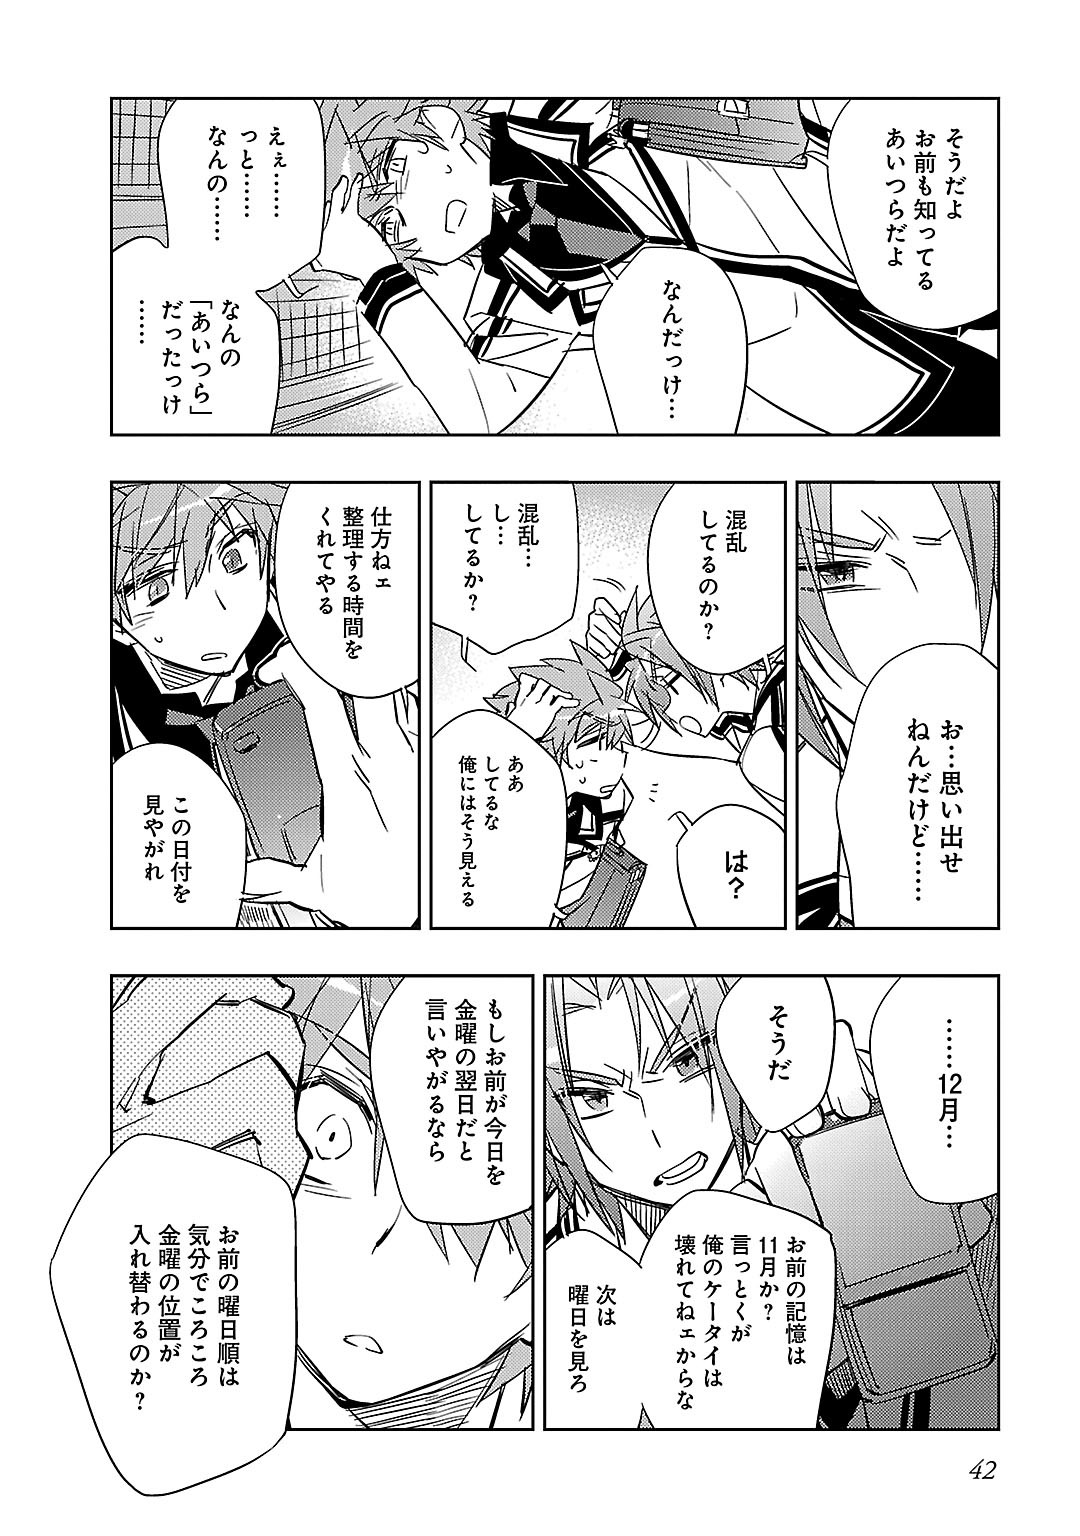 そうだよ
お前も知ってる
あいつらだよ
なんだっけ…
えぇ……
っと……
なんの……
なんの
「あいつら」
だったっけ
……
お…思い出せ
ねんだけど……
混乱
してるのか?
は?
混乱…
し…
してるか?
ああ
してるな
俺にはそう見える
仕方ねェ
整理する時間を
くれてやる
この日付を
見やがれ
……12月…
そうだ
お前の記憶は
11月か?
言っとくが
俺のケータイは
壊れてねェからな
次は
曜日を見ろ
もしお前が今日を
金曜の翌日だと
言いやがるなら
お前の曜日順は
気分でころころ
金曜の位置が
入れ替わるのか?
42